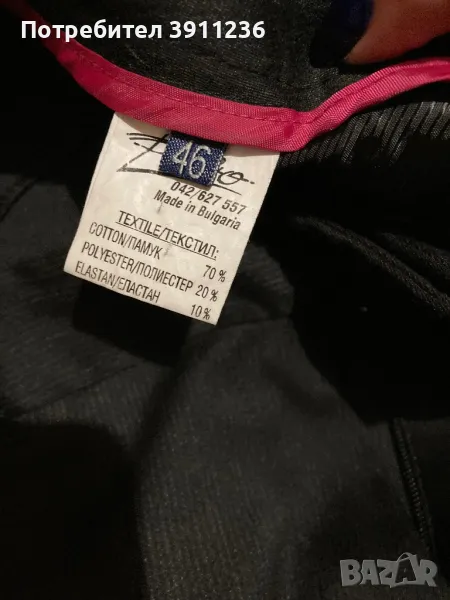 Потребител 3911236
46
042/627 557
Made in Bulgaria
TEXTILE/ТЕКСТИЛ:
COTTON/ПАМУК 70 %
POLYESTER/ПОЛИЕСТЕР 20 %
ELASTAN/ЕЛАСТАН 10%
BAZAR